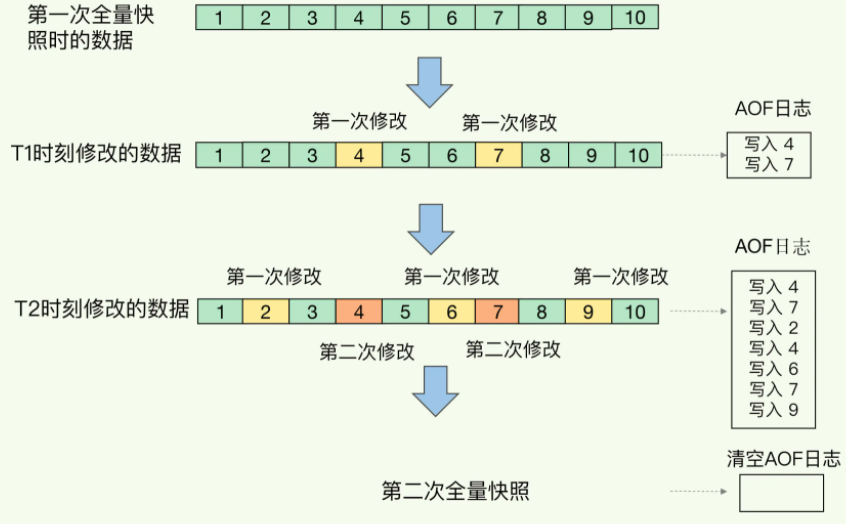 第一次全量快
照时的数据
1 2 3 4 5 6 7 8 9 10
AOF日志
第一次修改 第一次修改
T1时刻修改的数据
1 2 3 4 5 6 7 8 9 10
写入 4
写入 7
AOF日志
第一次修改 第一次修改 第一次修改
T2时刻修改的数据
1 2 3 4 5 6 7 8 9 10
第二次修改 第二次修改
写入 4
写入 7
写入 2
写入 4
写入 6
写入 7
写入 9
清空AOF日志
第二次全量快照